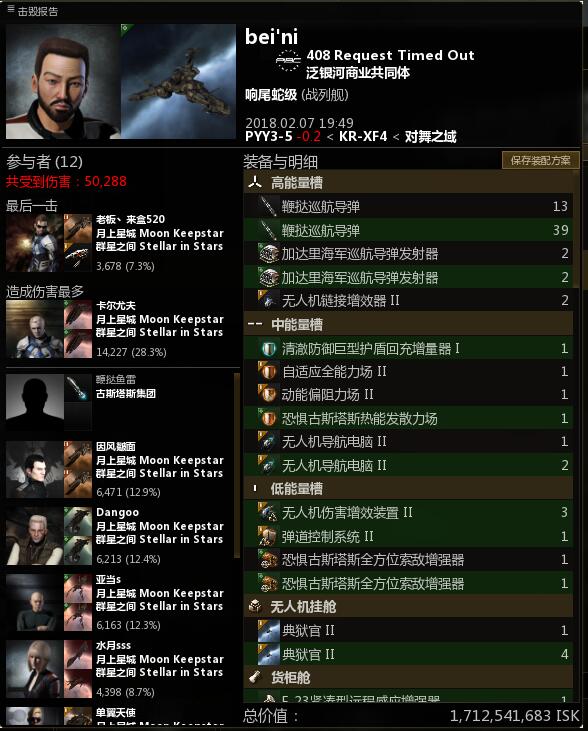 击毁报告
bei'ni
408 Request Timed Out
泛银河商业共同体
响尾蛇级 (战列舰)
2018.02.07 19:49
PYY3-5 -0.2 < KR-XF4 < 对舞之域
参与者 (12)
共受到伤害：50,288
最后一击
老板丶来盒520
月上星城 Moon Keepstar
群星之间 Stellar in Stars
3,678 (7.3%)
造成伤害最多
卡尔尤夫
月上星城 Moon Keepstar
群星之间 Stellar in Stars
14,227 (28.3%)
鞭挞鱼雷
古斯塔斯集团
因风皺面
月上星城 Moon Keepstar
群星之间 Stellar in Stars
6,471 (12.9%)
Dangoo
月上星城 Moon Keepstar
群星之间 Stellar in Stars
6,213 (12.4%)
亚当s
月上星城 Moon Keepstar
群星之间 Stellar in Stars
6,163 (12.3%)
水月sss
月上星城 Moon Keepstar
群星之间 Stellar in Stars
4,398 (8.7%)
单翼天使
月上星城 Moon Keepstar
装备与明细
保存装配方案
高能量槽
鞭挞巡航导弹 13
鞭挞巡航导弹 39
加达里海军巡航导弹发射器 2
加达里海军巡航导弹发射器 2
无人机链接增效器 II 2
中能量槽
清澈防御巨型护盾回充增量器 I 1
自适应全能力场 II 1
动能偏阻力场 II 1
恐惧古斯塔斯热能发散力场 1
无人机导航电脑 II 1
无人机导航电脑 II 2
低能量槽
无人机伤害增效装置 II 3
弹道控制系统 II 1
恐惧古斯塔斯全方位索敌增强器 1
恐惧古斯塔斯全方位索敌增强器 1
无人机挂舱
典狱官 II 1
典狱官 II 4
货柜舱
F-23紧凑型远程感应增强器 1
总价值： 1,712,541,683 ISK